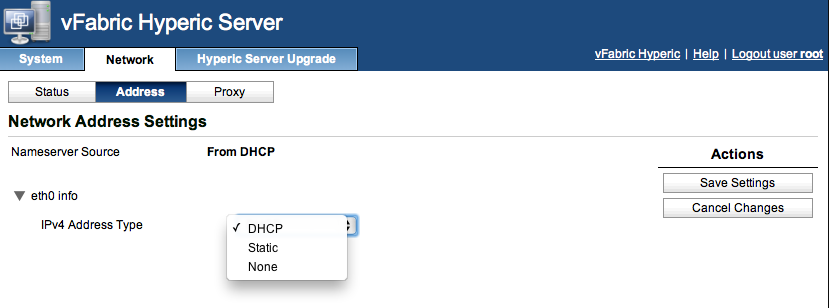 vFabric Hyperic Server
System Network Hyperic Server Upgrade
vFabric Hyperic | Help | Logout user root
Status Address Proxy
Network Address Settings
Nameserver Source From DHCP
Actions
Save Settings
Cancel Changes
▼ eth0 info
IPv4 Address Type
✓ DHCP
Static
None